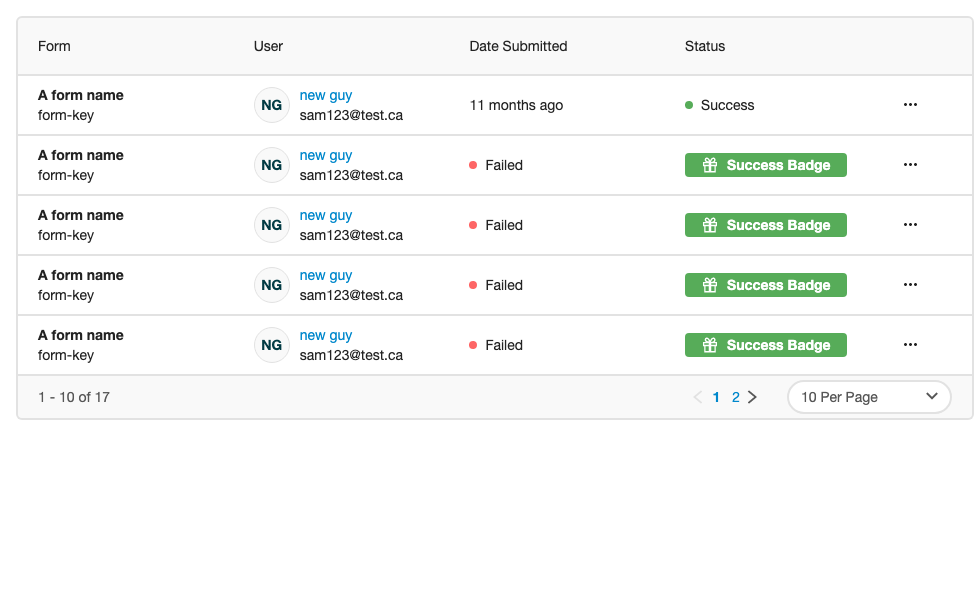 Form User Date Submitted Status
A form name new guy
NG 11 months ago Success ...
form-key sam123@test.ca
A form name new guy
NG Failed Success Badge ...
form-key sam123@test.ca
A form name new guy
NG Failed Success Badge ...
form-key sam123@test.ca
A form name new guy
NG Failed Success Badge ...
form-key sam123@test.ca
A form name new guy
NG Failed Success Badge ...
form-key sam123@test.ca
1 - 10 of 17 1 2 10 Per Page